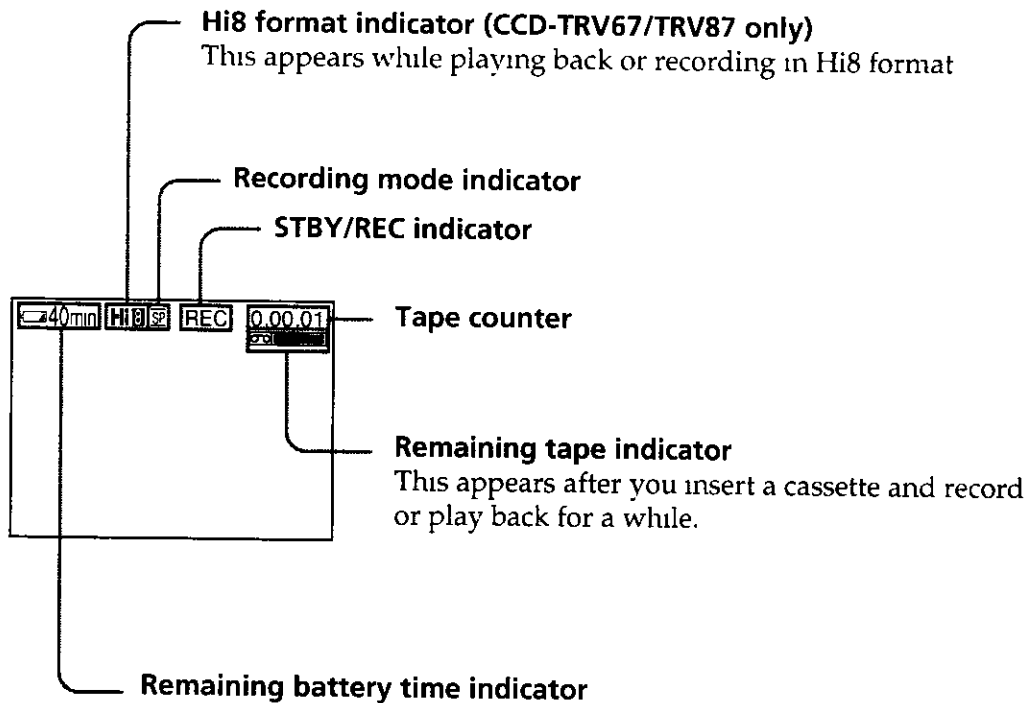 Hi8 format indicator (CCD-TRV67/TRV87 only)
This appears while playing back or recording in Hi8 format
Recording mode indicator
STBY/REC indicator
40min Hi8 SP REC 0.00.01
Tape counter
Remaining tape indicator
This appears after you insert a cassette and record
or play back for a while.
Remaining battery time indicator